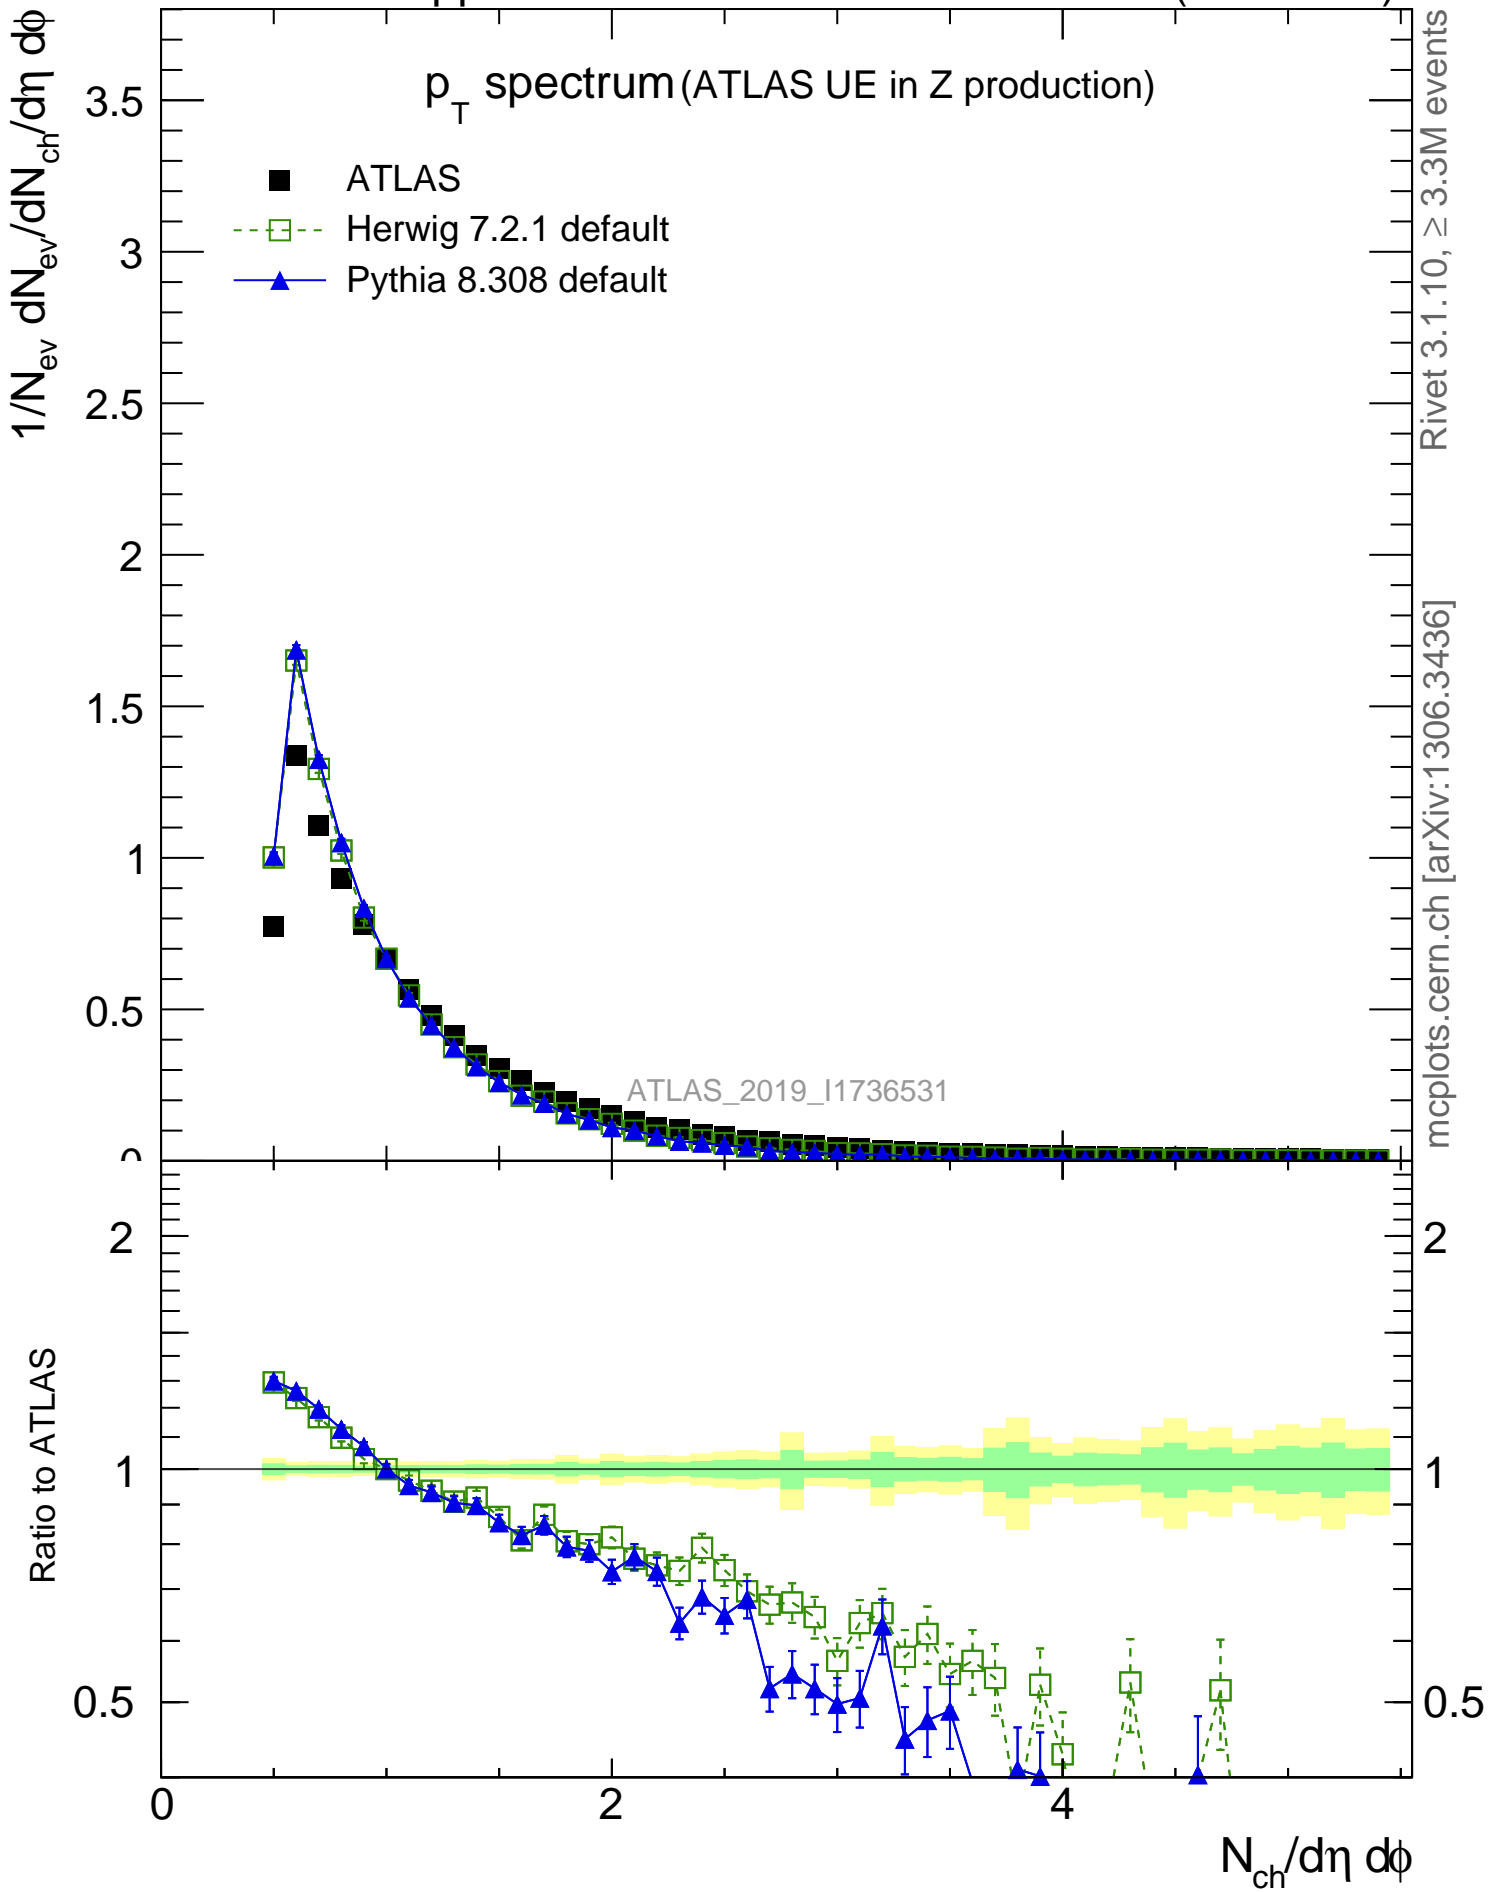 pp
p_T spectrum (ATLAS UE in Z production)
ATLAS
Herwig 7.2.1 default
Pythia 8.308 default
1/N_ev dN_ev/dN_ch/dη dϕ
3.5
3
2.5
2
1.5
1
0.5
0
ATLAS_2019_I1736531
Rivet 3.1.10, ≥ 3.3M events
mcplots.cern.ch [arXiv:1306.3436]
Ratio to ATLAS
2
1
0.5
2
1
0.5
0
2
4
N_ch/dη dϕ